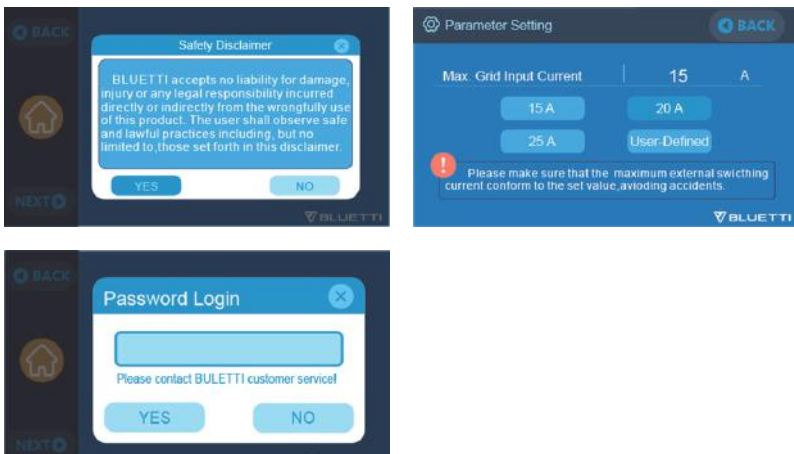 BACK
Safety Disclaimer
BLUETTI accepts no liability for damage,
injury or any legal responsibility incurred
directly or indirectly from the wrongfully use
of this product. The user shall observe safe
and lawful practices including, but no
limited to,those set forth in this disclaimer.
YES NO
NEXT
BLUETTI
Parameter Setting BACK
Max. Grid Input Current 15 A
15 A 20 A
25 A User-Defined
Please make sure that the maximum external swicthing
current conform to the set value,avioding accidents.
BLUETTI
BACK
Password Login
Please contact BULETTI customer service!
YES NO
NEXT